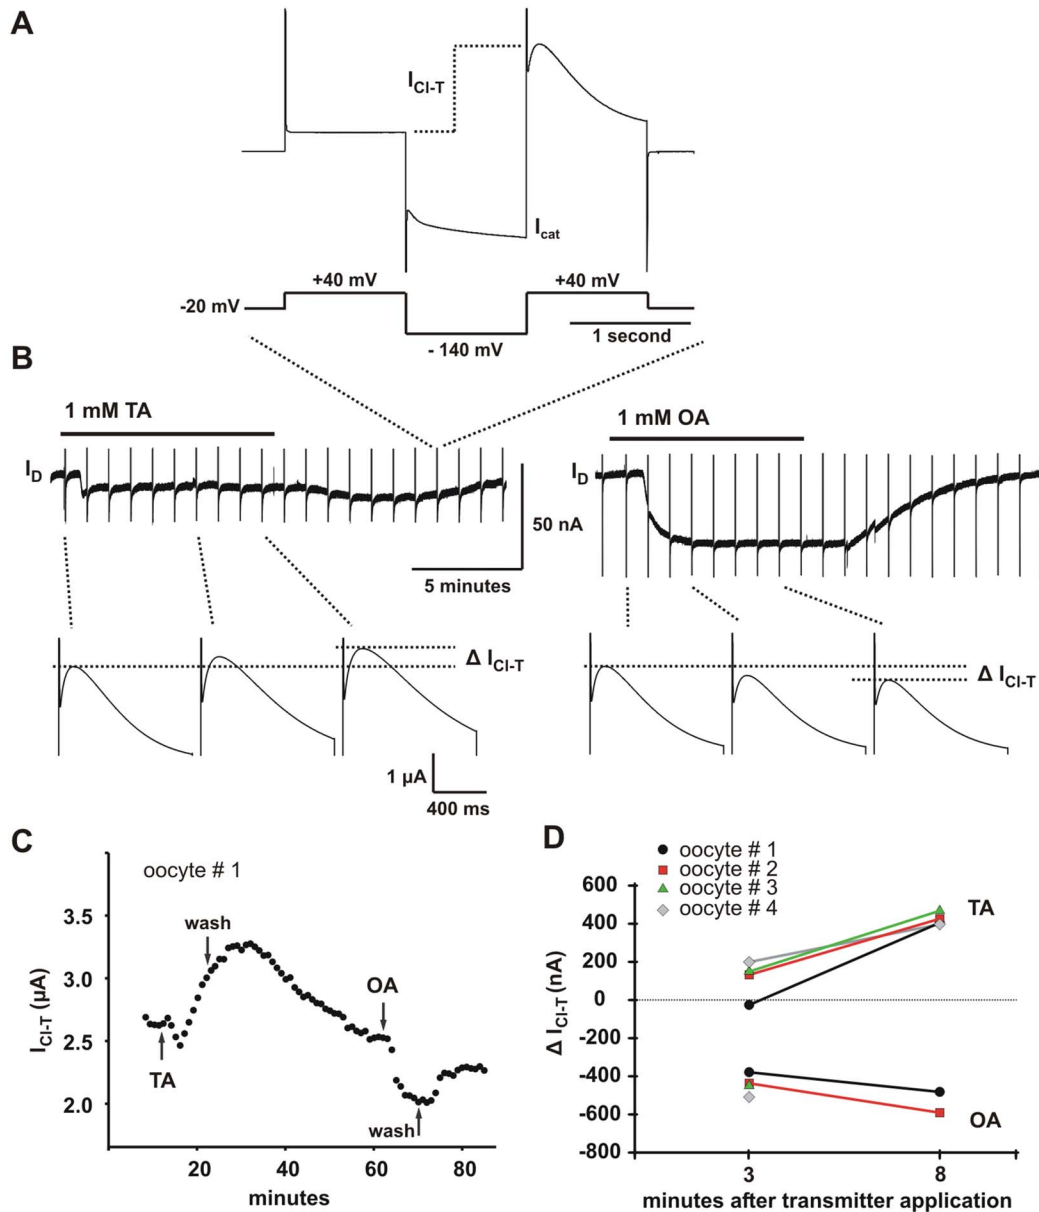 A
I_Cl-T
I_cat
+40 mV
+40 mV
-20 mV
- 140 mV
1 second
B
1 mM TA
1 mM OA
I_D
I_D
50 nA
5 minutes
Δ I_Cl-T
Δ I_Cl-T
1 µA
400 ms
C
oocyte # 1
4.0
3.5
3.0
2.5
2.0
I_Cl-T (µA)
wash
OA
TA
wash
20
40
60
80
minutes
D
oocyte # 1
oocyte # 2
oocyte # 3
oocyte # 4
600
400
200
0
-200
-400
-600
-800
Δ I_Cl-T (nA)
TA
OA
3
8
minutes after transmitter application